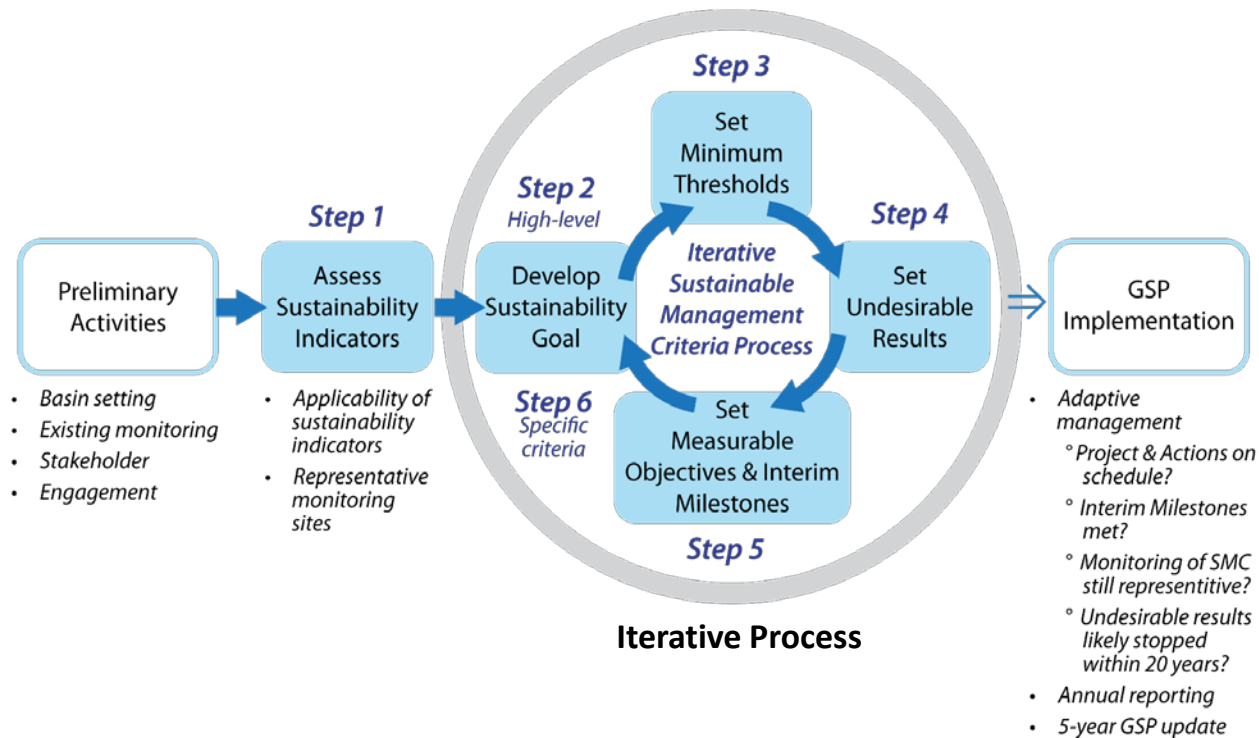 Preliminary
Activities
• Basin setting
• Existing monitoring
• Stakeholder
• Engagement
Step 1
Assess
Sustainability
Indicators
• Applicability of
sustainability
indicators
• Representative
monitoring
sites
Step 2
High-level
Develop
Sustainability
Goal
Step 6
Specific
criteria
Step 3
Set
Minimum
Thresholds
Iterative
Sustainable
Management
Criteria Process
Step 4
Set
Undesirable
Results
Set
Measurable
Objectives & Interim
Milestones
Step 5
Iterative Process
GSP
Implementation
• Adaptive
management
° Project & Actions on
schedule?
° Interim Milestones
met?
° Monitoring of SMC
still representitive?
° Undesirable results
likely stopped
within 20 years?
• Annual reporting
• 5-year GSP update